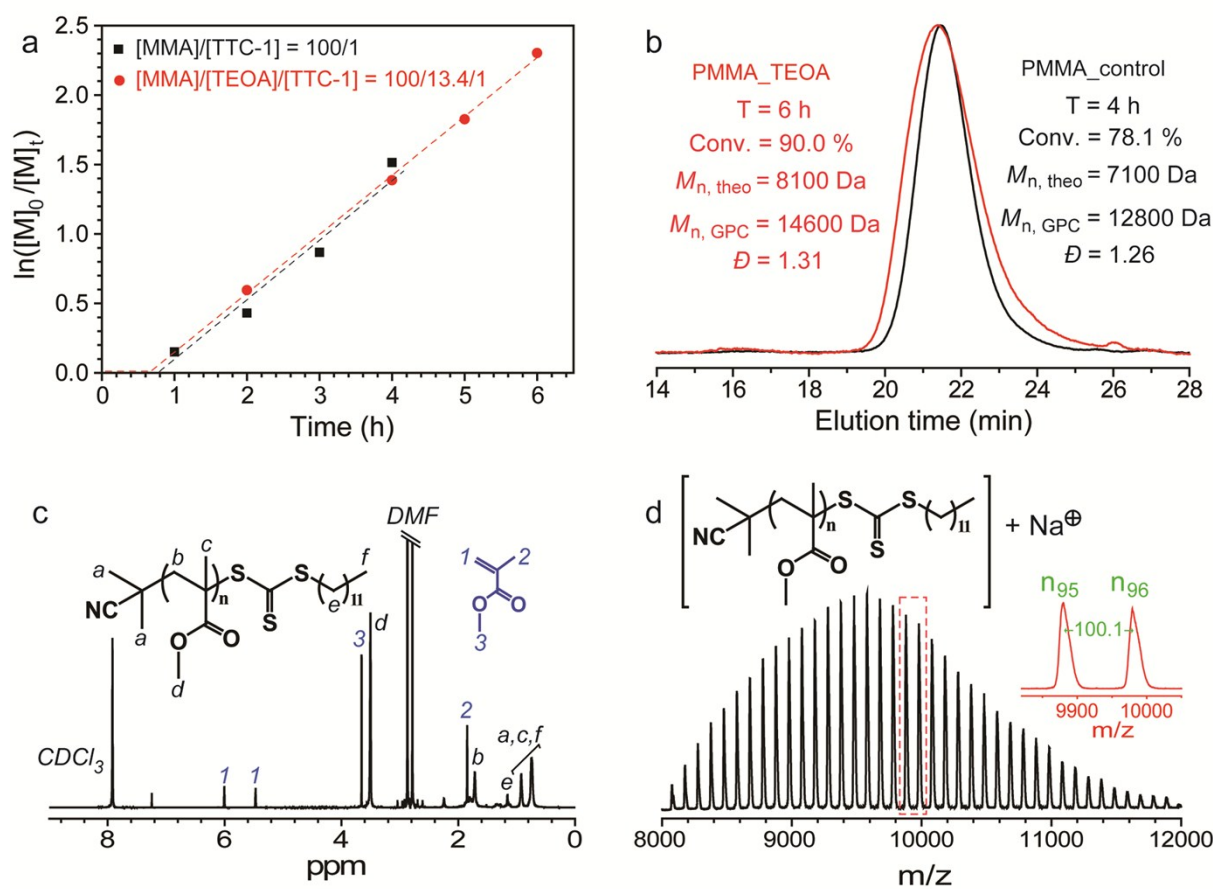 a
2.5
2.0
1.5
1.0
0.5
0.0
ln([M]0/[M]t)
[MMA]/[TTC-1] = 100/1
[MMA]/[TEOA]/[TTC-1] = 100/13.4/1
0 1 2 3 4 5 6
Time (h)
b
PMMA_TEOA
T = 6 h
Conv. = 90.0 %
Mn, theo = 8100 Da
Mn, GPC = 14600 Da
Đ = 1.31
PMMA_control
T = 4 h
Conv. = 78.1 %
Mn, theo = 7100 Da
Mn, GPC = 12800 Da
Đ = 1.26
14 16 18 20 22 24 26 28
Elution time (min)
c
DMF
b c f
a
S S
NC n S 11
e
a O
O
d
1 2
O
O
3
CDCl3
1 1 3 d 2 b e a,c,f
8 6 4 2 0
ppm
d
S S
NC n S 11
O
O
+ Na⊕
n95 n96
100.1
9900 10000
m/z
8000 9000 10000 11000 12000
m/z